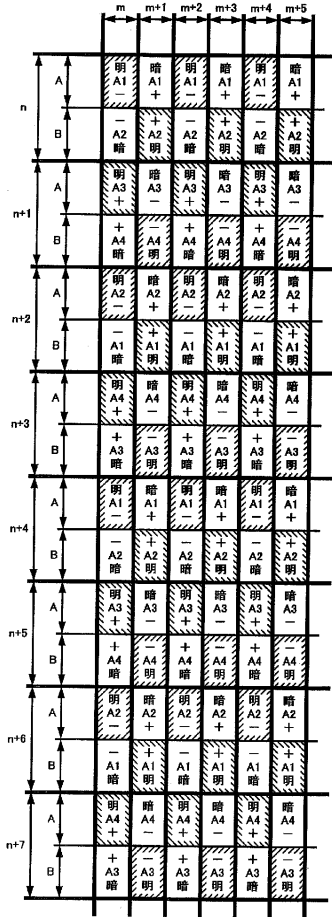 m m+1 m+2 m+3 m+4 m+5
明 暗 明 暗 明 暗
A A1 A1 A1 A1 A1 A1
− + − + − +
n
− + − + − +
B A2 A2 A2 A2 A2 A2
暗 明 暗 明 暗 明
明 暗 明 暗 明 暗
A A3 A3 A3 A3 A3 A3
+ − + − + −
n+1
+ − + − + −
B A4 A4 A4 A4 A4 A4
暗 明 暗 明 暗 明
明 暗 明 暗 明 暗
A A2 A2 A2 A2 A2 A2
− + − + − +
n+2
− + − + − +
B A1 A1 A1 A1 A1 A1
暗 明 暗 明 暗 明
明 暗 明 暗 明 暗
A A4 A4 A4 A4 A4 A4
+ − + − + −
n+3
+ − + − + −
B A3 A3 A3 A3 A3 A3
暗 明 暗 明 暗 明
明 暗 明 暗 明 暗
A A1 A1 A1 A1 A1 A1
− + − + − +
n+4
− + − + − +
B A2 A2 A2 A2 A2 A2
暗 明 暗 明 暗 明
明 暗 明 暗 明 暗
A A3 A3 A3 A3 A3 A3
+ − + − + −
n+5
+ − + − + −
B A4 A4 A4 A4 A4 A4
暗 明 暗 明 暗 明
明 暗 明 暗 明 暗
A A2 A2 A2 A2 A2 A2
− + − + − +
n+6
− + − + − +
B A1 A1 A1 A1 A1 A1
暗 明 暗 明 暗 明
明 暗 明 暗 明 暗
A A4 A4 A4 A4 A4 A4
+ − + − + −
n+7
+ − + − + −
B A3 A3 A3 A3 A3 A3
暗 明 暗 明 暗 明